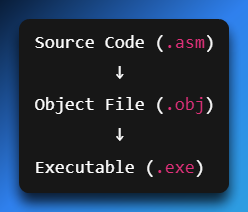 Source Code (.asm)
↓
Object File (.obj)
↓
Executable (.exe)